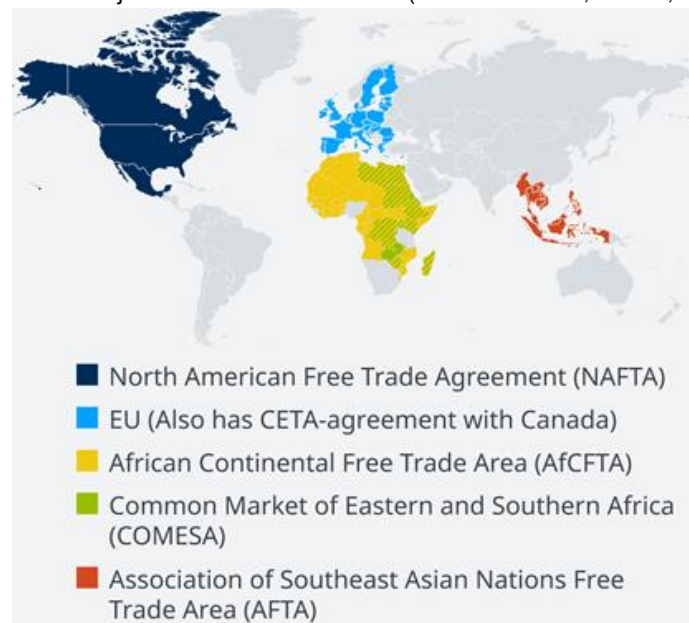 North American Free Trade Agreement (NAFTA)
EU (Also has CETA-agreement with Canada)
African Continental Free Trade Area (AfCFTA)
Common Market of Eastern and Southern Africa
(COMESA)
Association of Southeast Asian Nations Free
Trade Area (AFTA)